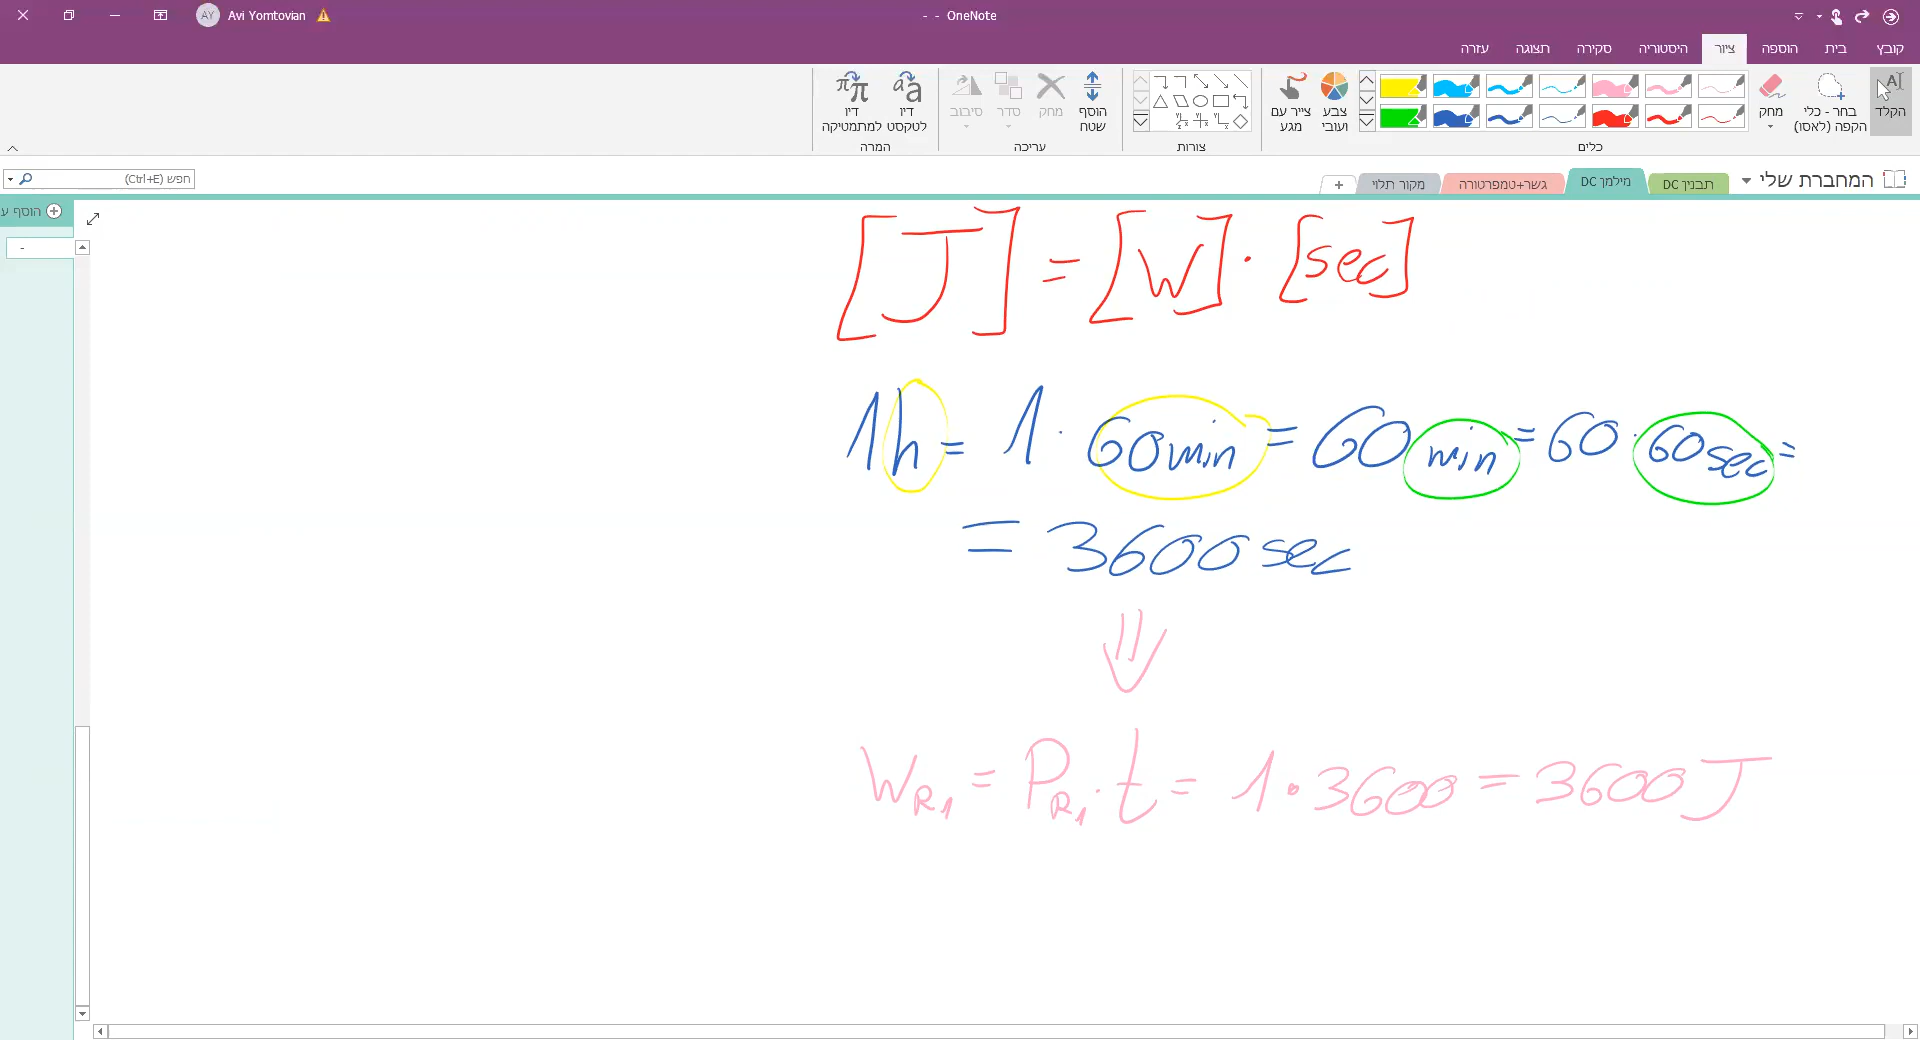 AY Avi Yomtovian
- - OneNote
קובץ בית הוספה ציור היסטוריה סקירה תצוגה עזרה
הקלד
בחר - כלי הקפה (לאסו)
מחק
כלים
צבע ועובי
צייר עם מגע
צורות
הוסף שטח
מחק
סדר
סיבוב
עריכה
דיו לטקסט
דיו למתמטיקה
המרה
המחברת שלי
תבנין DC
מילמן DC
גשר+טמפרטורה
מקור תלוי
+
חפש (Ctrl+E)
הוסף ע
-
[J] = [W] · [sec]
1h = 1 · 60min = 60 min = 60 · 60sec =
= 3600 sec
⇓
W_R1 = P_R1 · t = 1 · 3600 = 3600 J